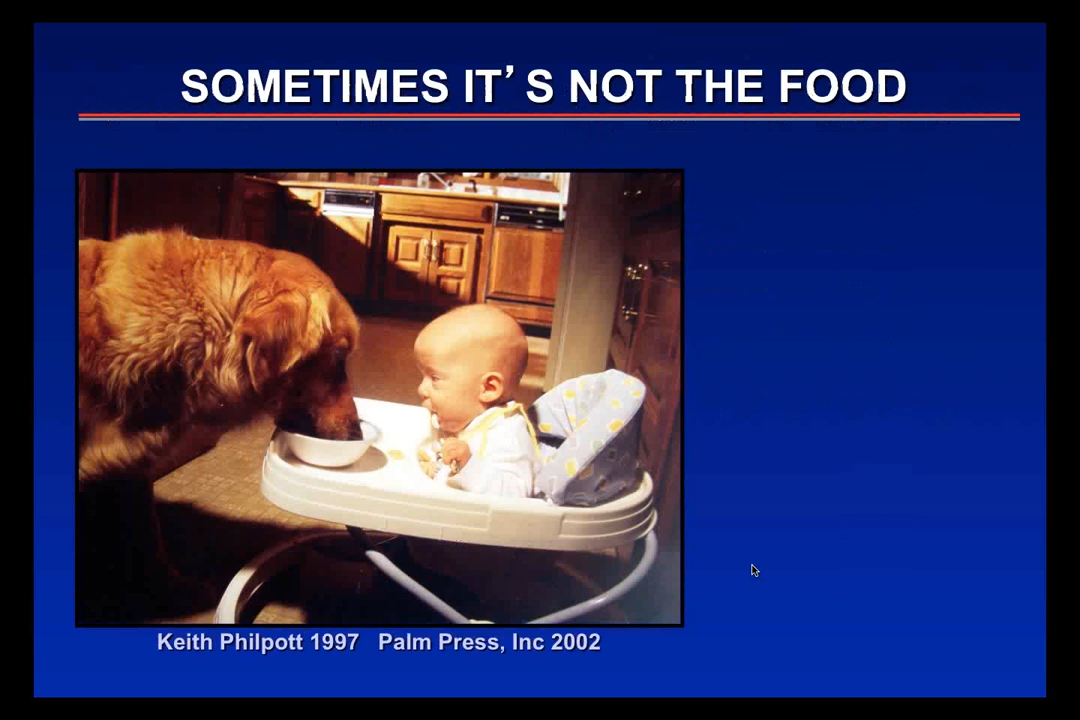 SOMETIMES IT’S NOT THE FOOD
Keith Philpott 1997 Palm Press, Inc 2002